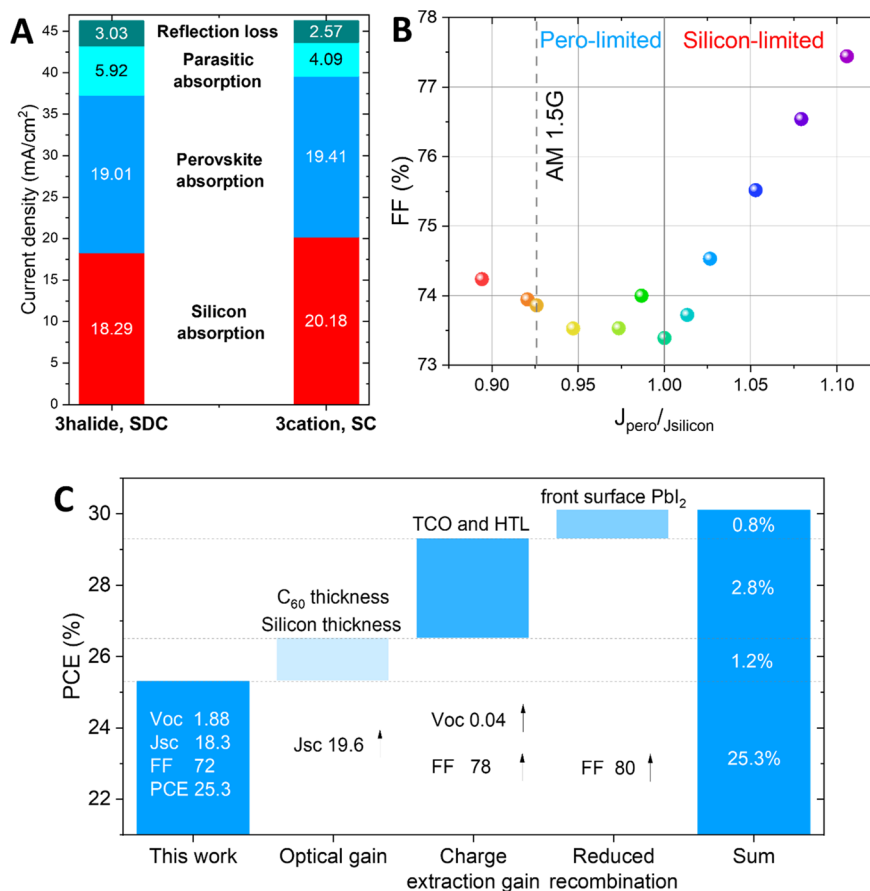 A
Current density (mA/cm²)
45
40
35
30
25
20
15
10
5
0
3.03
Reflection loss
2.57
5.92
Parasitic
absorption
4.09
19.01
Perovskite
absorption
19.41
18.29
Silicon
absorption
20.18
3halide, SDC
3cation, SC
B
FF (%)
78
77
76
75
74
73
Pero-limited
Silicon-limited
AM 1.5G
0.90
0.95
1.00
1.05
1.10
J_pero/Jsilicon
C
PCE (%)
30
28
26
24
22
front surface PbI₂
TCO and HTL
C₆₀ thickness
Silicon thickness
0.8%
2.8%
1.2%
25.3%
Voc 1.88
Jsc 18.3
FF 72
PCE 25.3
Jsc 19.6
Voc 0.04
FF 78
FF 80
This work
Optical gain
Charge
extraction gain
Reduced
recombination
Sum